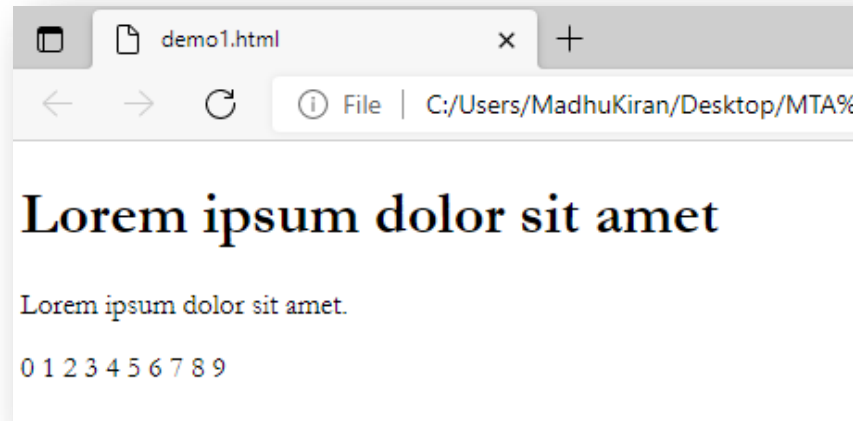 demo1.html
File | C:/Users/MadhuKiran/Desktop/MTA%
Lorem ipsum dolor sit amet
Lorem ipsum dolor sit amet.
0 1 2 3 4 5 6 7 8 9